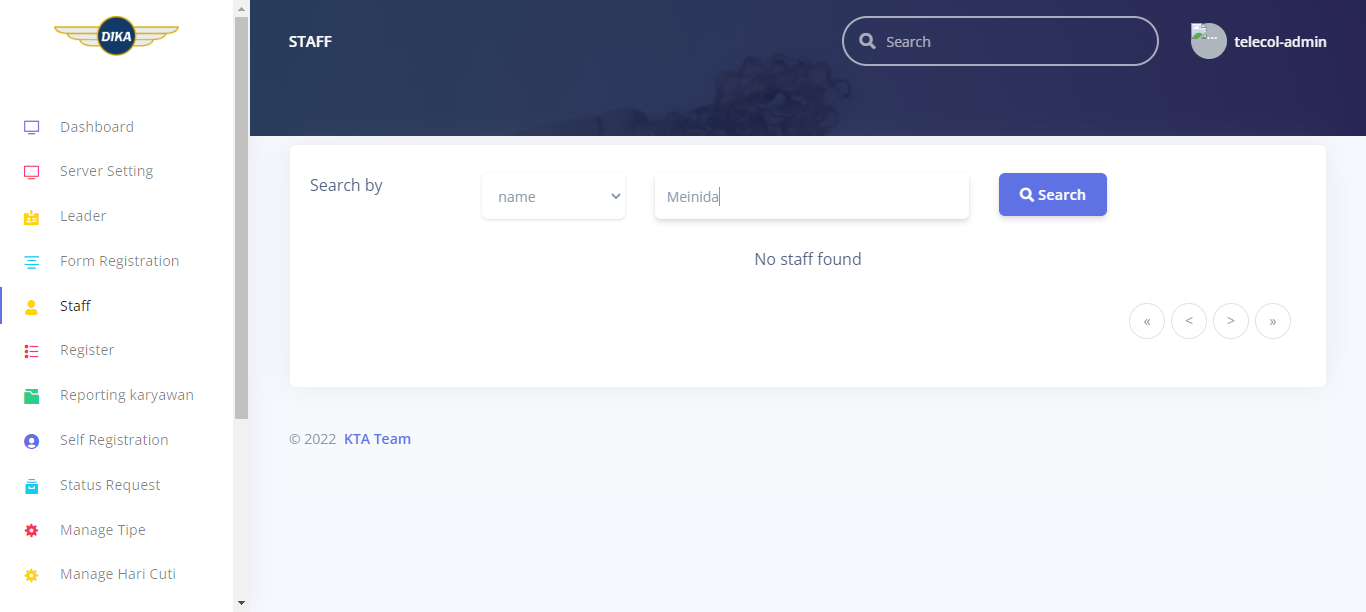 DIKA
Dashboard
Server Setting
Leader
Form Registration
Staff
Register
Reporting karyawan
Self Registration
Status Request
Manage Tipe
Manage Hari Cuti
STAFF
Search
...
telecol-admin
Search by
name
Meinida
Search
No staff found
« < > »
© 2022 KTA Team